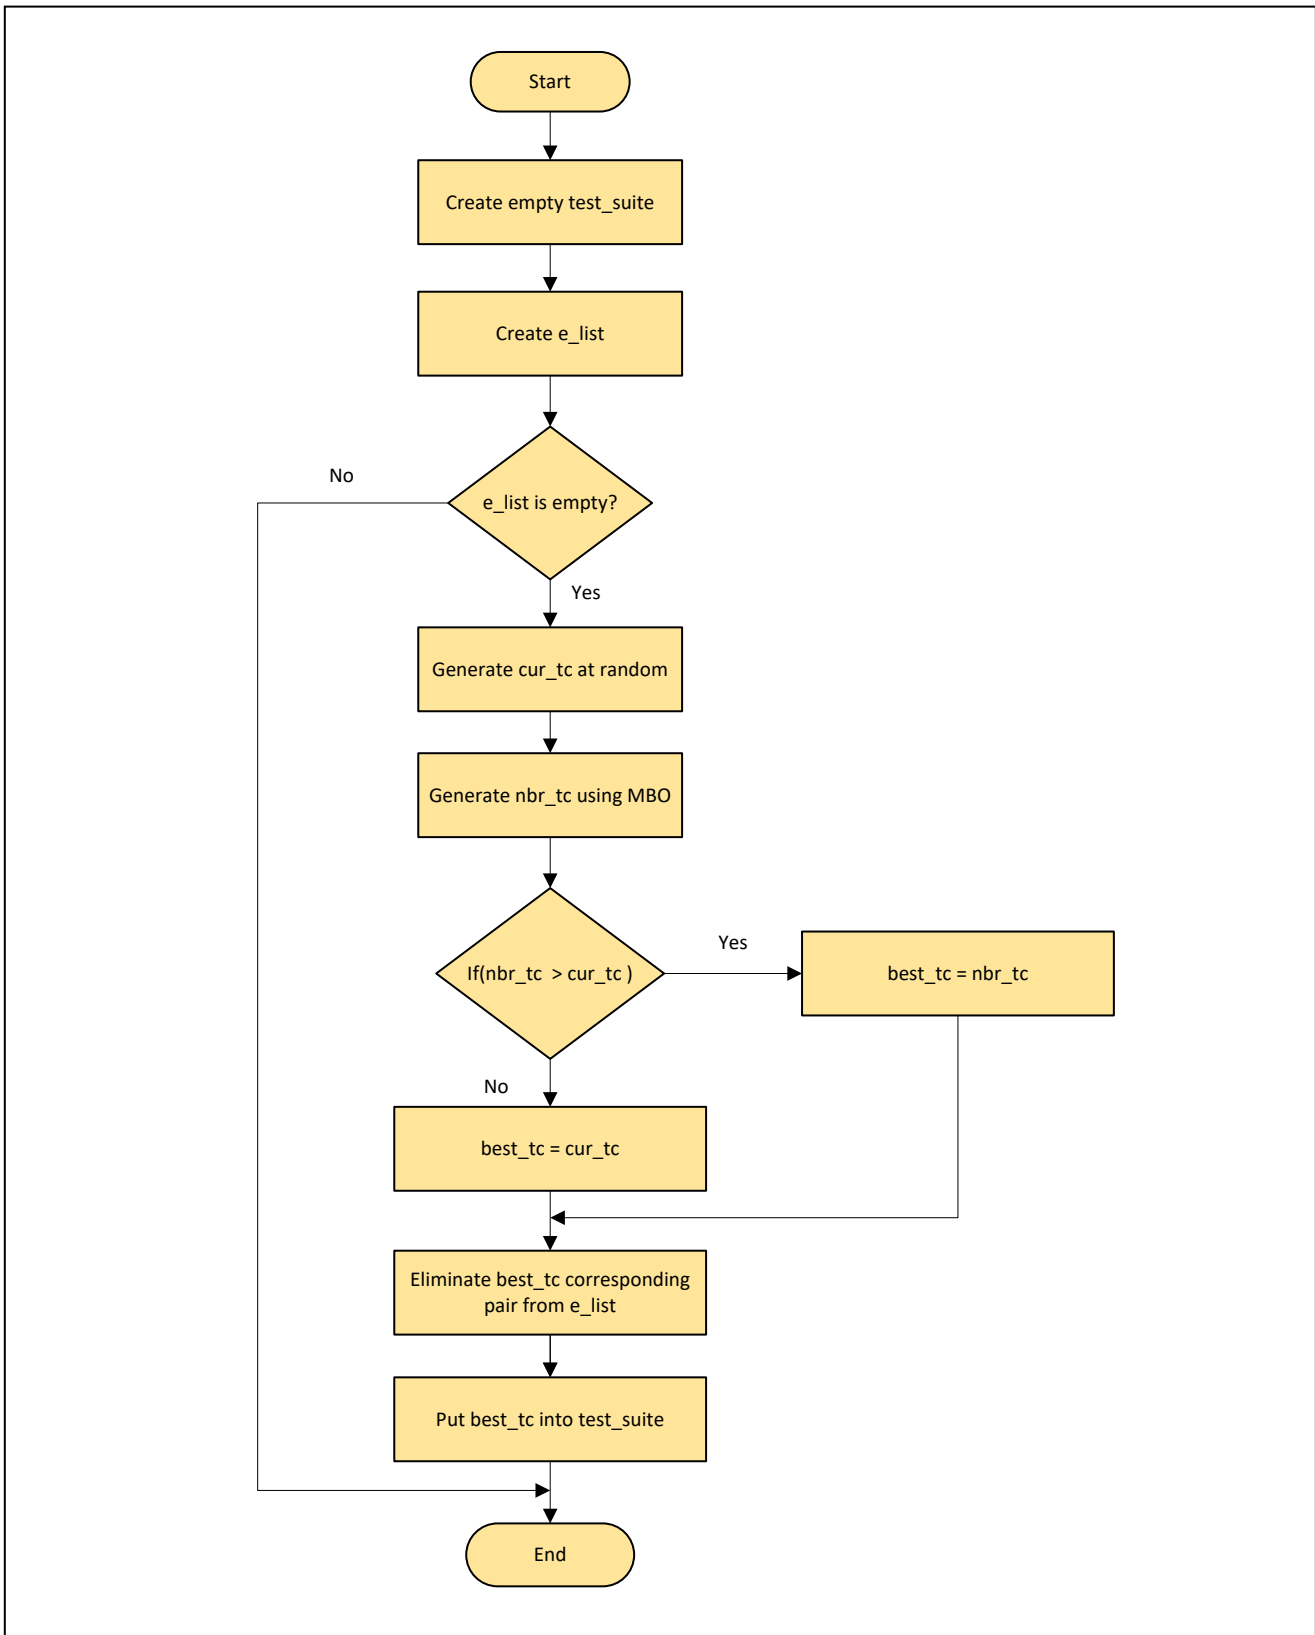 Start
Create empty test_suite
Create e_list
No
e_list is empty?
Yes
Generate cur_tc at random
Generate nbr_tc using MBO
If(nbr_tc  > cur_tc )
Yes
best_tc = nbr_tc
No
best_tc = cur_tc
Eliminate best_tc corresponding
pair from e_list
Put best_tc into test_suite
End